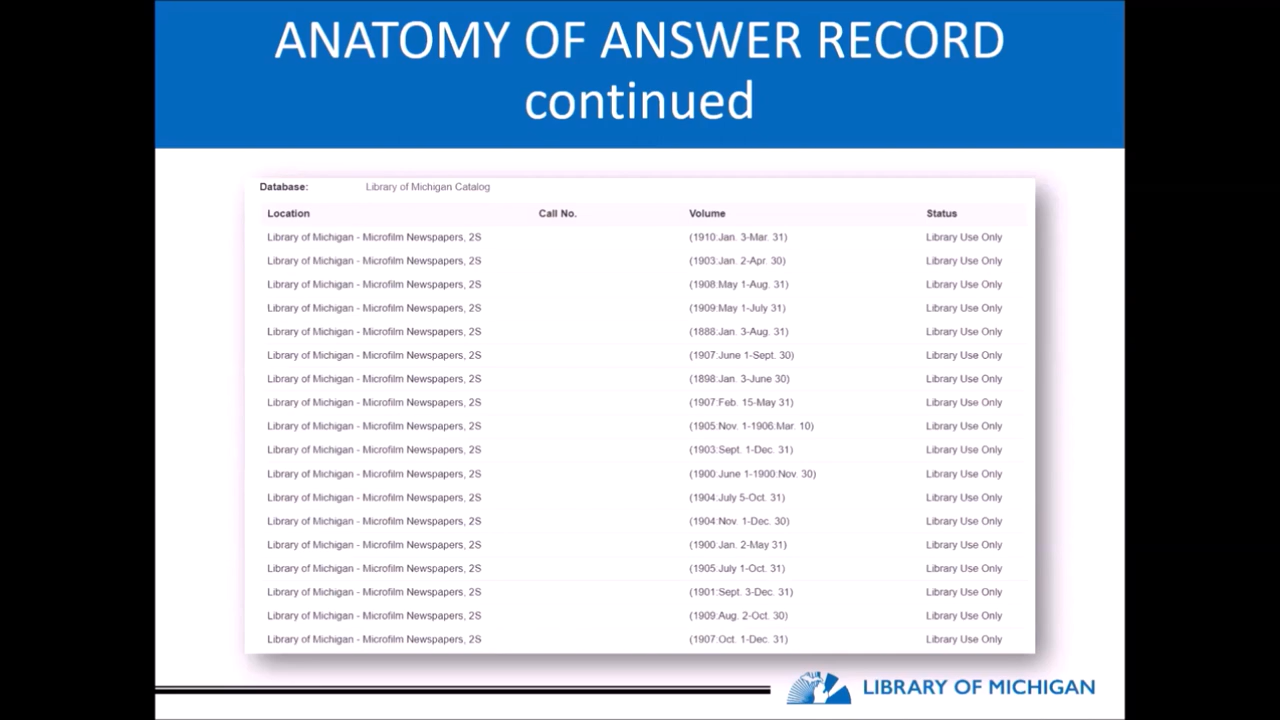 ANATOMY OF ANSWER RECORD
continued
Database: Library of Michigan Catalog
Location Call No. Volume Status
Library of Michigan - Microfilm Newspapers, 2S (1910:Jan. 3-Mar. 31) Library Use Only
Library of Michigan - Microfilm Newspapers, 2S (1903:Jan. 2-Apr. 30) Library Use Only
Library of Michigan - Microfilm Newspapers, 2S (1908:May 1-Aug. 31) Library Use Only
Library of Michigan - Microfilm Newspapers, 2S (1909:May 1-July 31) Library Use Only
Library of Michigan - Microfilm Newspapers, 2S (1888:Jan. 3-Aug. 31) Library Use Only
Library of Michigan - Microfilm Newspapers, 2S (1907:June 1-Sept. 30) Library Use Only
Library of Michigan - Microfilm Newspapers, 2S (1898:Jan. 3-June 30) Library Use Only
Library of Michigan - Microfilm Newspapers, 2S (1907:Feb. 15-May 31) Library Use Only
Library of Michigan - Microfilm Newspapers, 2S (1905:Nov. 1-1906:Mar. 10) Library Use Only
Library of Michigan - Microfilm Newspapers, 2S (1903:Sept. 1-Dec. 31) Library Use Only
Library of Michigan - Microfilm Newspapers, 2S (1900:June 1-1900:Nov. 30) Library Use Only
Library of Michigan - Microfilm Newspapers, 2S (1904:July 5-Oct. 31) Library Use Only
Library of Michigan - Microfilm Newspapers, 2S (1904:Nov. 1-Dec. 30) Library Use Only
Library of Michigan - Microfilm Newspapers, 2S (1900:Jan. 2-May 31) Library Use Only
Library of Michigan - Microfilm Newspapers, 2S (1905:July 1-Oct. 31) Library Use Only
Library of Michigan - Microfilm Newspapers, 2S (1901:Sept. 3-Dec. 31) Library Use Only
Library of Michigan - Microfilm Newspapers, 2S (1909:Aug. 2-Oct. 30) Library Use Only
Library of Michigan - Microfilm Newspapers, 2S (1907:Oct. 1-Dec. 31) Library Use Only
LIBRARY OF MICHIGAN